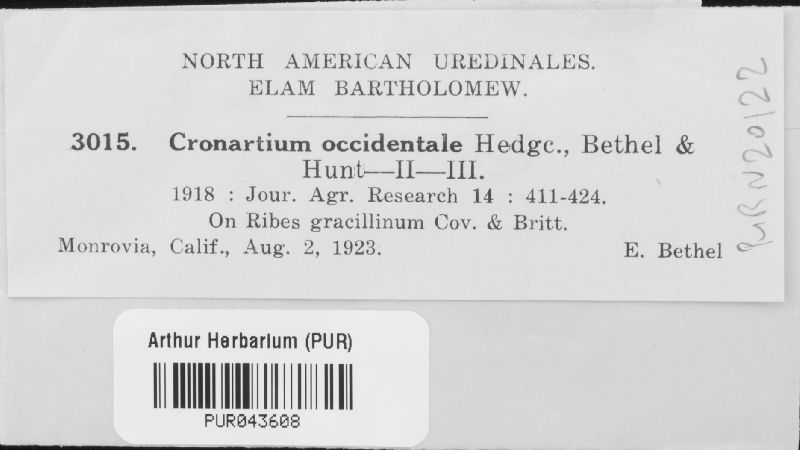 NORTH AMERICAN UREDINALES.
ELAM BARTHOLOMEW.
3015. Cronartium occidentale Hedgc., Bethel &
Hunt—II—III.
1918 : Jour. Agr. Research 14 : 411-424.
On Ribes gracillinum Cov. & Britt.
Monrovia, Calif., Aug. 2, 1923. E. Bethel
PUR N20122
Arthur Herbarium (PUR)
PUR043608